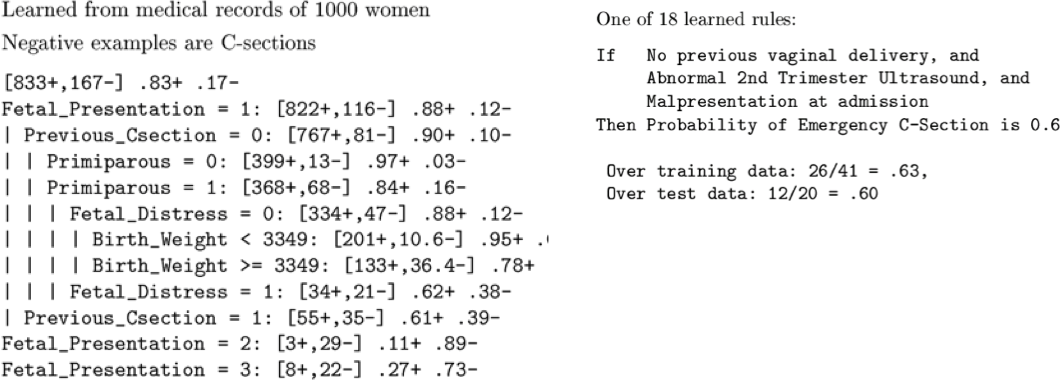 Learned from medical records of 1000 women
Negative examples are C-sections
[833+,167-] .83+ .17-
Fetal_Presentation = 1: [822+,116-] .88+ .12-
| Previous_Csection = 0: [767+,81-] .90+ .10-
| | Primiparous = 0: [399+,13-] .97+ .03-
| | Primiparous = 1: [368+,68-] .84+ .16-
| | | Fetal_Distress = 0: [334+,47-] .88+ .12-
| | | | Birth_Weight < 3349: [201+,10.6-] .95+
| | | | Birth_Weight >= 3349: [133+,36.4-] .78+
| | | Fetal_Distress = 1: [34+,21-] .62+ .38-
| Previous_Csection = 1: [55+,35-] .61+ .39-
Fetal_Presentation = 2: [3+,29-] .11+ .89-
Fetal_Presentation = 3: [8+,22-] .27+ .73-
One of 18 learned rules:
If No previous vaginal delivery, and
Abnormal 2nd Trimester Ultrasound, and
Malpresentation at admission
Then Probability of Emergency C-Section is 0.6
Over training data: 26/41 = .63,
Over test data: 12/20 = .60